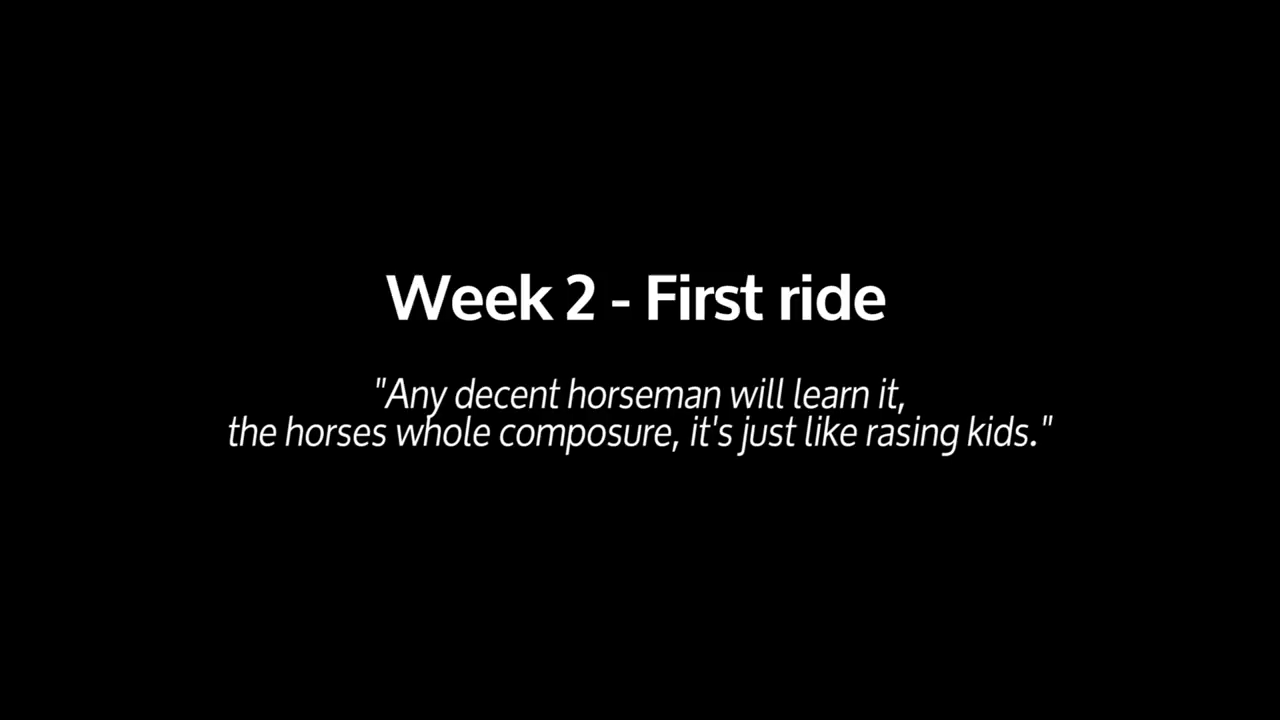 Week 2 - First ride
"Any decent horseman will learn it,
the horses whole composure, it's just like rasing kids."